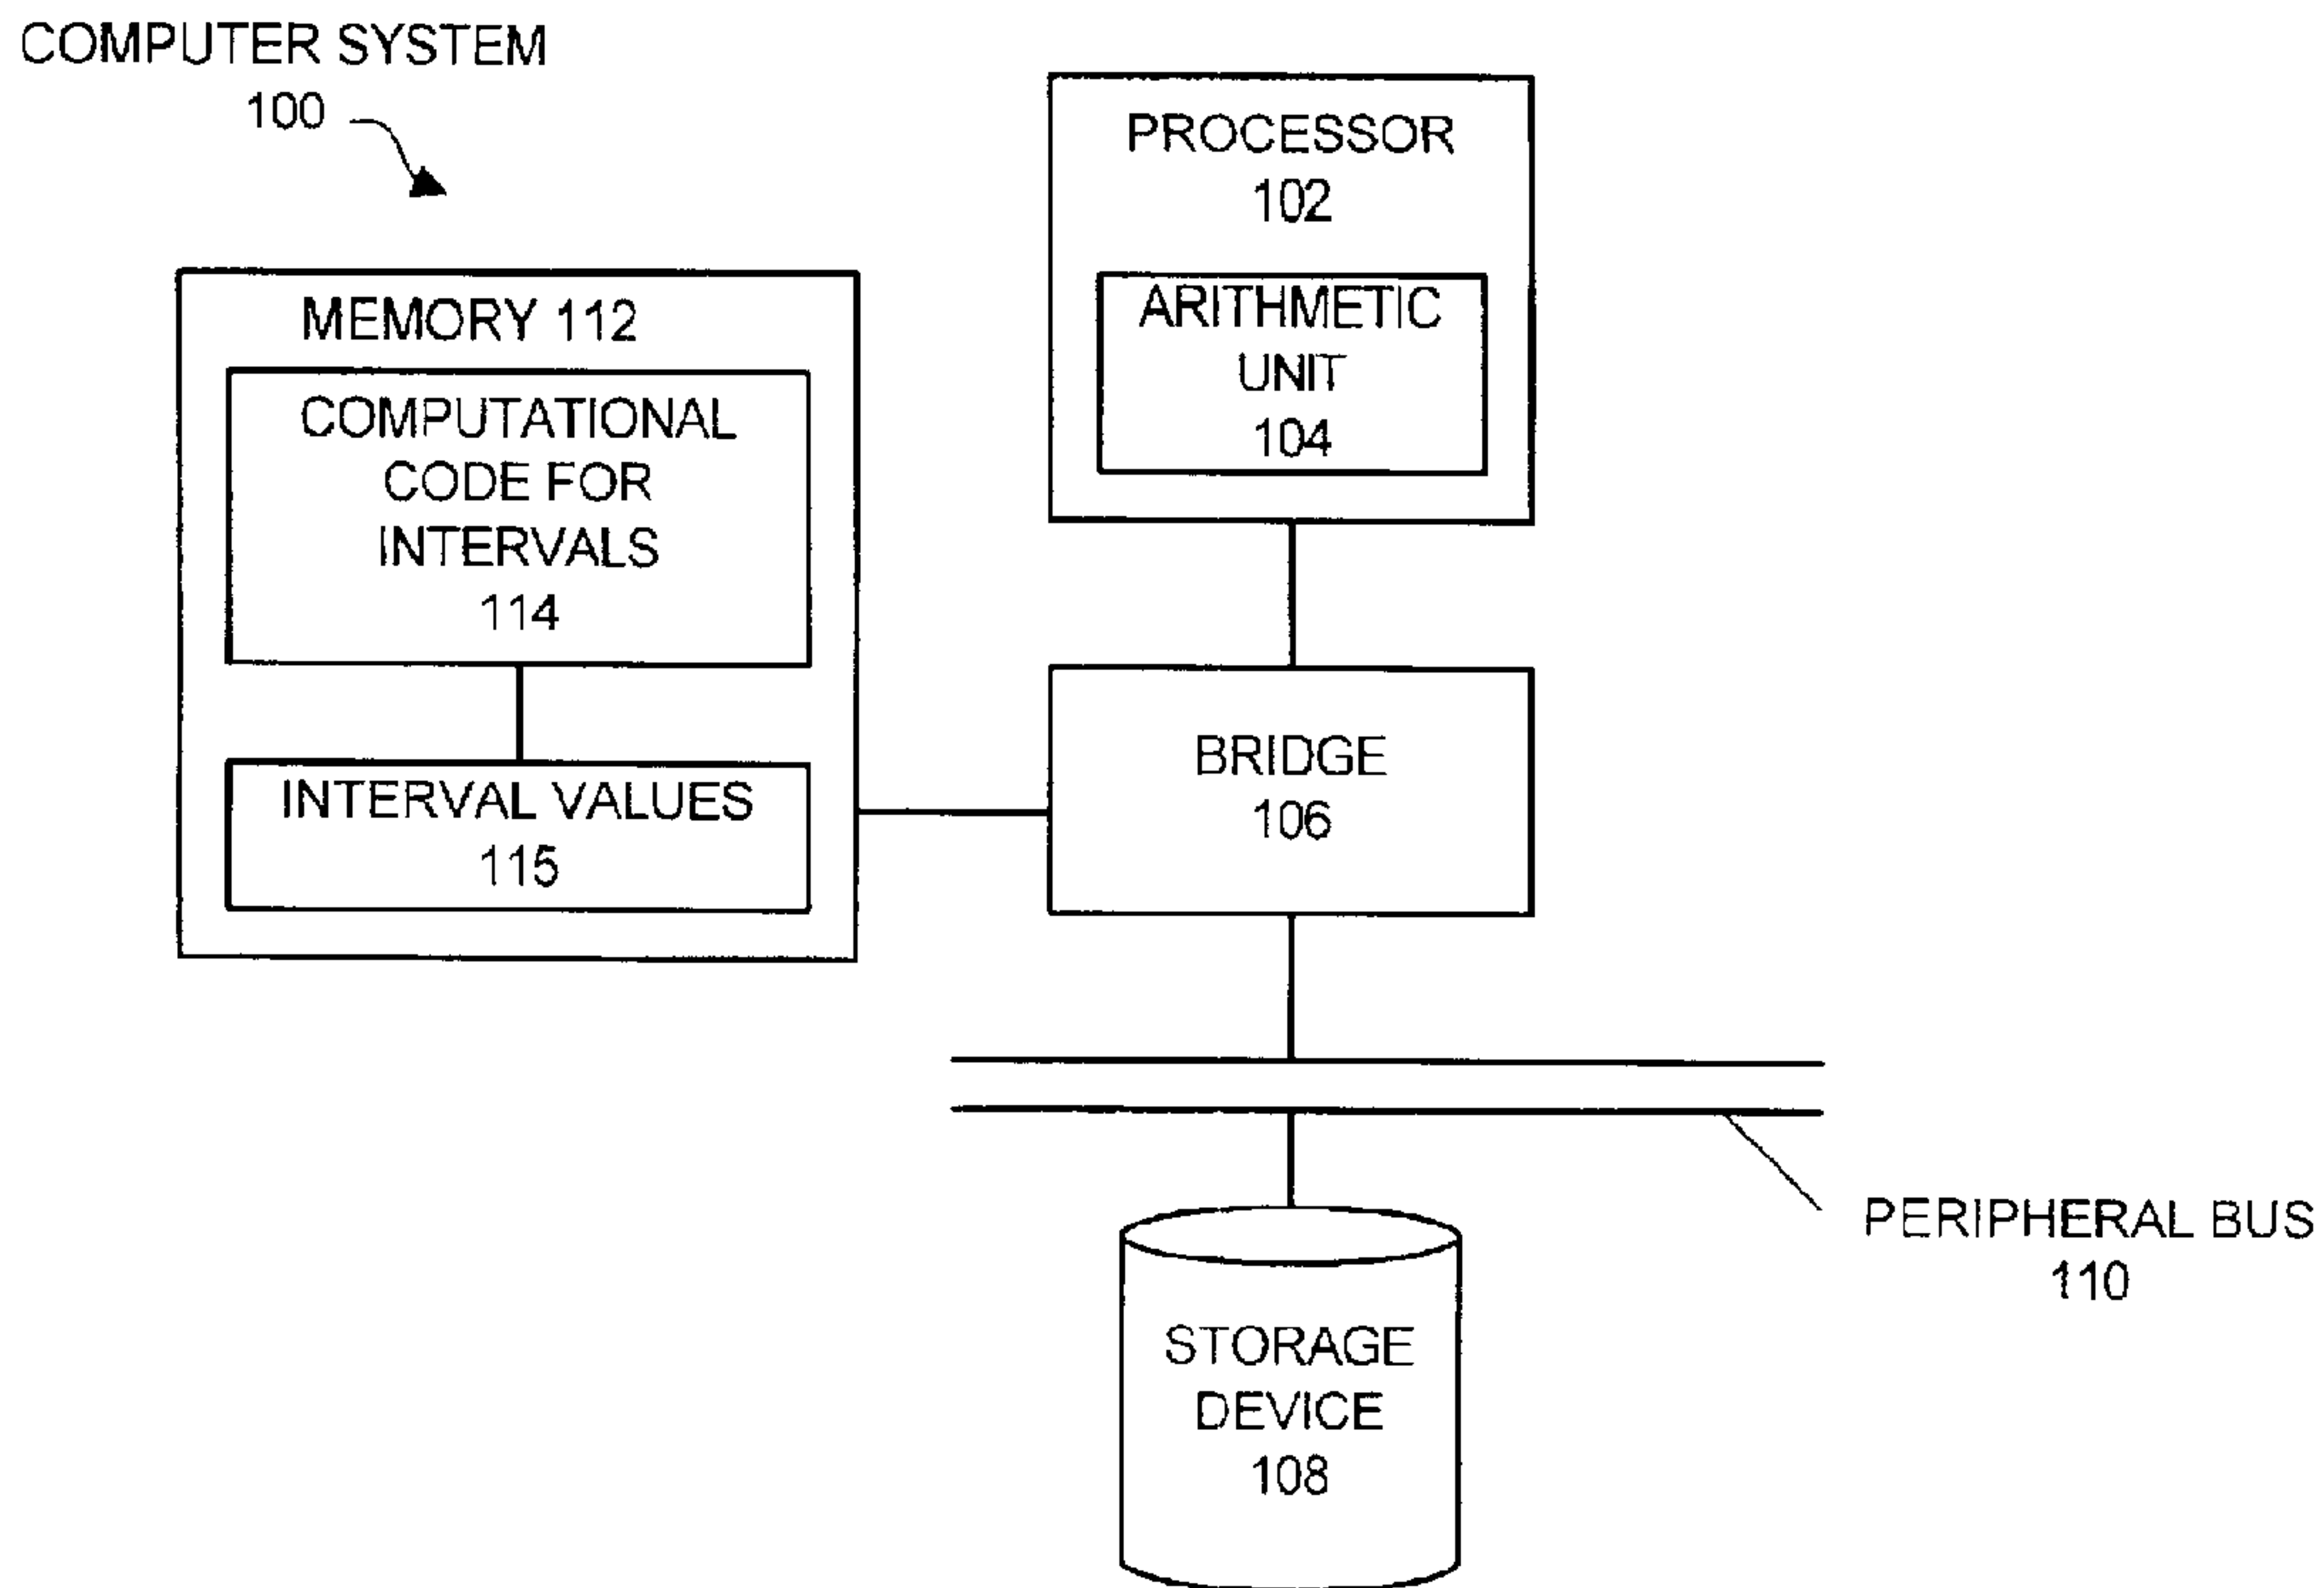 COMPUTER SYSTEM
100
PROCESSOR
102
ARITHMETIC
UNIT
104
MEMORY 112
COMPUTATIONAL
CODE FOR
INTERVALS
114
INTERVAL VALUES
115
BRIDGE
106
PERIPHERAL BUS
110
STORAGE
DEVICE
108